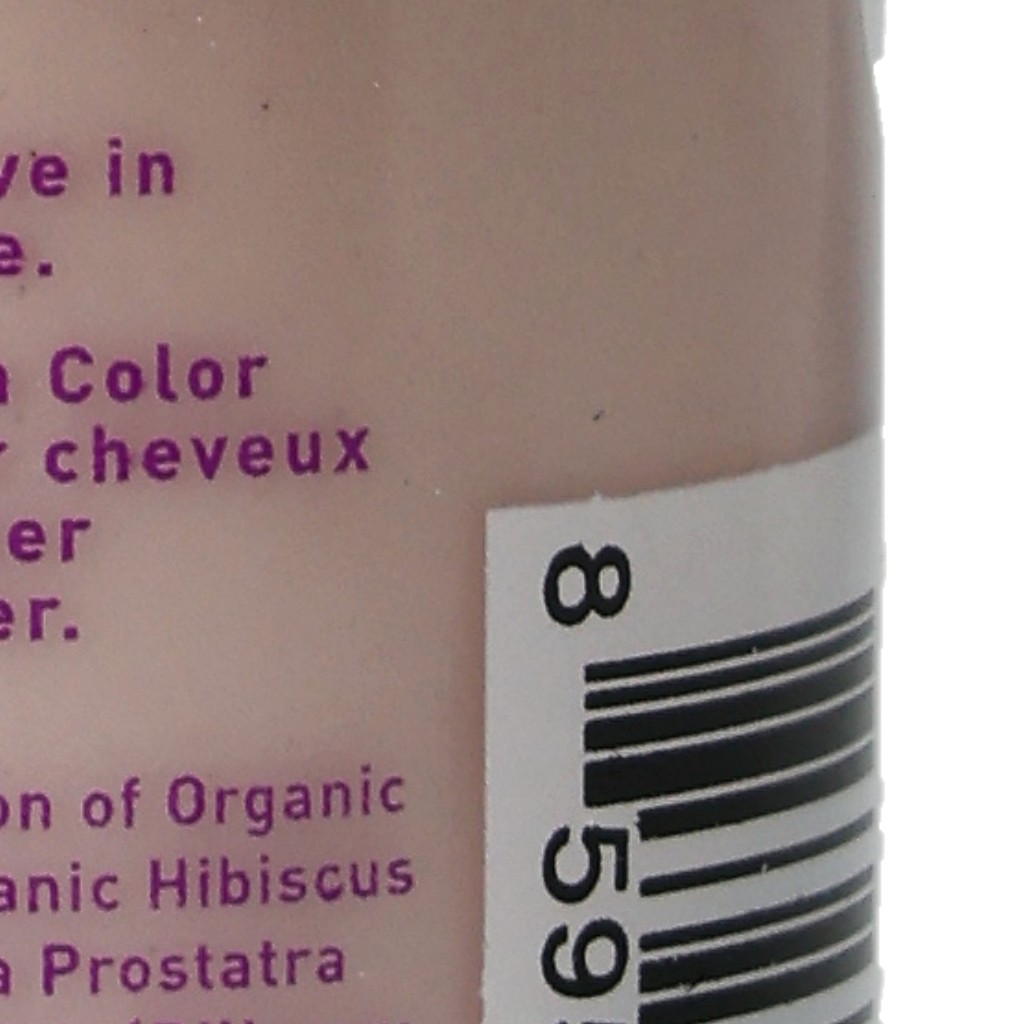 ve in
e.
Color
cheveux
er
er.
on of Organic
anic Hibiscus
a Prostatra
8 59